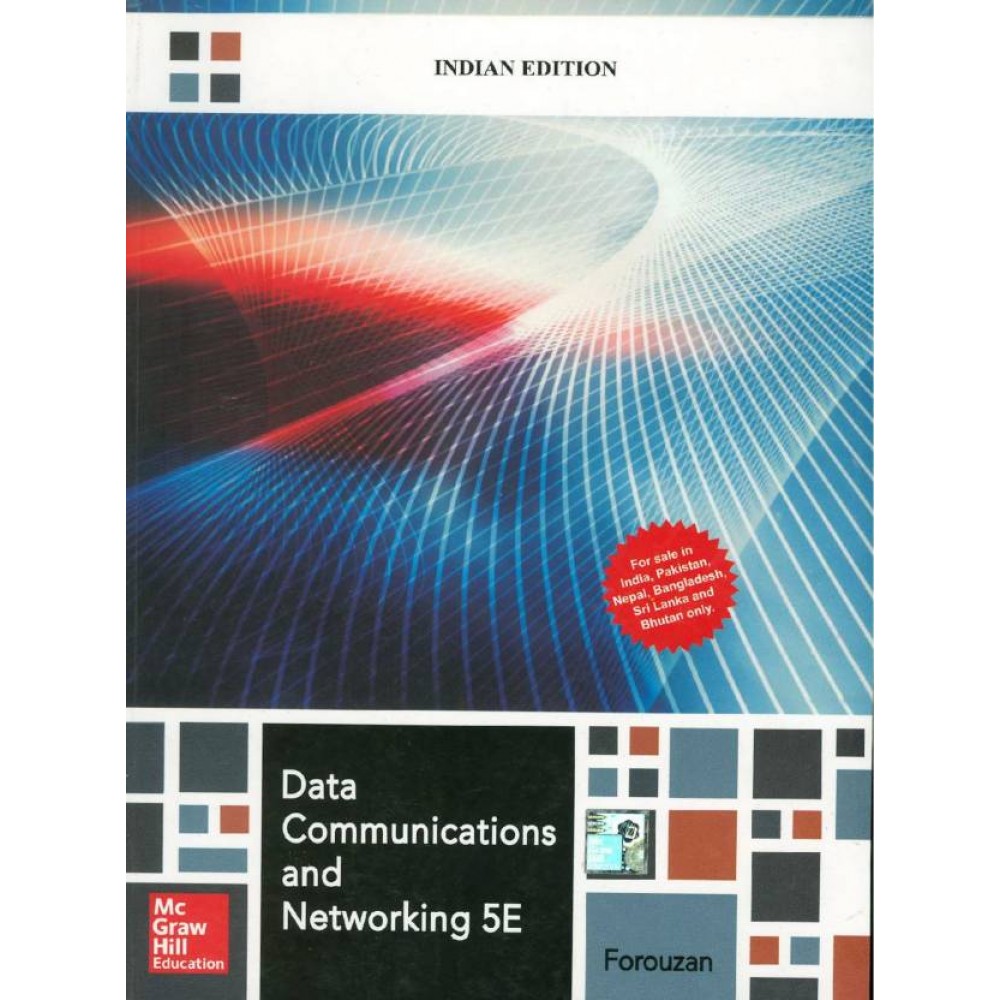 INDIAN EDITION
For sale in
India, Pakistan,
Nepal, Bangladesh,
Sri Lanka and
Bhutan only.
Data
Communications
and
Networking 5E
Mc
Graw
Hill
Education
Forouzan